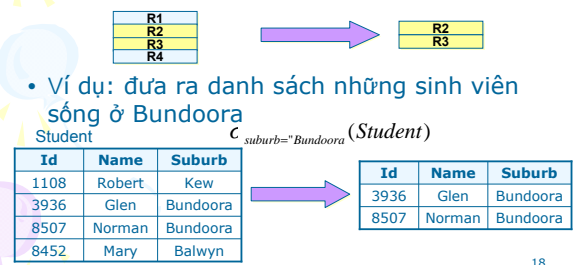 R1
R2
R3
R4
R2
R3
• Ví dụ: đưa ra danh sách những sinh viên
sống ở Bundoora
Student
suburb="Bundoora (Student)
Id Name Suburb
1108 Robert Kew
3936 Glen Bundoora
8507 Norman Bundoora
8452 Mary Balwyn
Id Name Suburb
3936 Glen Bundoora
8507 Norman Bundoora
18